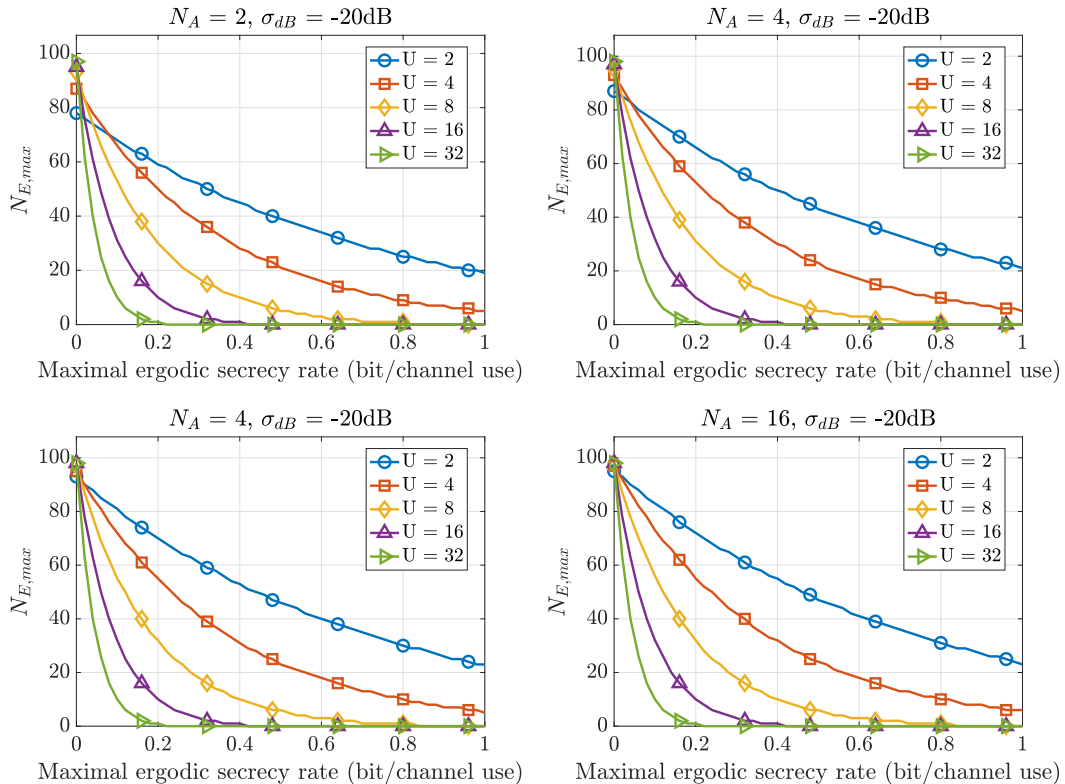 N_A = 2, σ_dB = -20dB
100
80
60
40
20
0
N_E,max
U = 2
U = 4
U = 8
U = 16
U = 32
0 0.2 0.4 0.6 0.8 1
Maximal ergodic secrecy rate (bit/channel use)
N_A = 4, σ_dB = -20dB
100
80
60
40
20
0
N_E,max
U = 2
U = 4
U = 8
U = 16
U = 32
0 0.2 0.4 0.6 0.8 1
Maximal ergodic secrecy rate (bit/channel use)
N_A = 4, σ_dB = -20dB
100
80
60
40
20
0
N_E,max
U = 2
U = 4
U = 8
U = 16
U = 32
0 0.2 0.4 0.6 0.8 1
Maximal ergodic secrecy rate (bit/channel use)
N_A = 16, σ_dB = -20dB
100
80
60
40
20
0
N_E,max
U = 2
U = 4
U = 8
U = 16
U = 32
0 0.2 0.4 0.6 0.8 1
Maximal ergodic secrecy rate (bit/channel use)